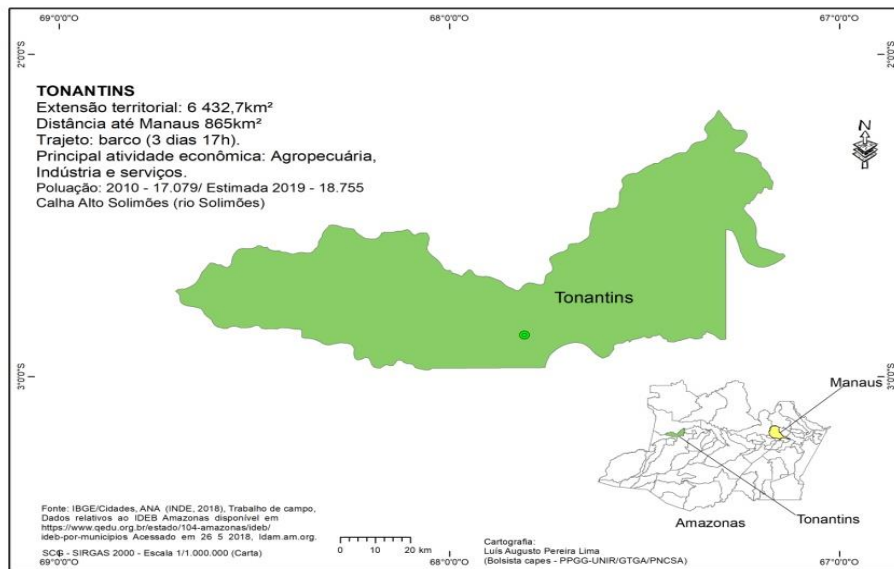 69°0'0"O 68°0'0"O 67°0'0"O
2°0'0"S 2°0'0"S
TONANTINS
Extensão territorial: 6 432,7km²
Distância até Manaus 865km²
Trajeto: barco (3 dias 17h).
Principal atividade econômica: Agropecuária,
Indústria e serviços.
Poluação: 2010 - 17.079/ Estimada 2019 - 18.755
Calha Alto Solimões (rio Solimões)
N
Tonantins
3°0'0"S 3°0'0"S
Manaus
Amazonas
Tonantins
Fonte: IBGE/Cidades, ANA (INDE, 2018), Trabalho de campo,
Dados relativos ao IDEB Amazonas disponível em
https://www.qedu.org.br/estado/104-amazonas/ideb/
ideb-por-municipios Acessado em 26 5 2018, Idam.am.org.
- SIRGAS 2000 - Escala 1/1.000.000 (Carta)
0 10 20 km
Cartografia:
Luís Augusto Pereira Lima
(Bolsista capes - PPGG-UNIR/GTGA/PNCSA)
69°0'0"O 68°0'0"O 67°0'0"O